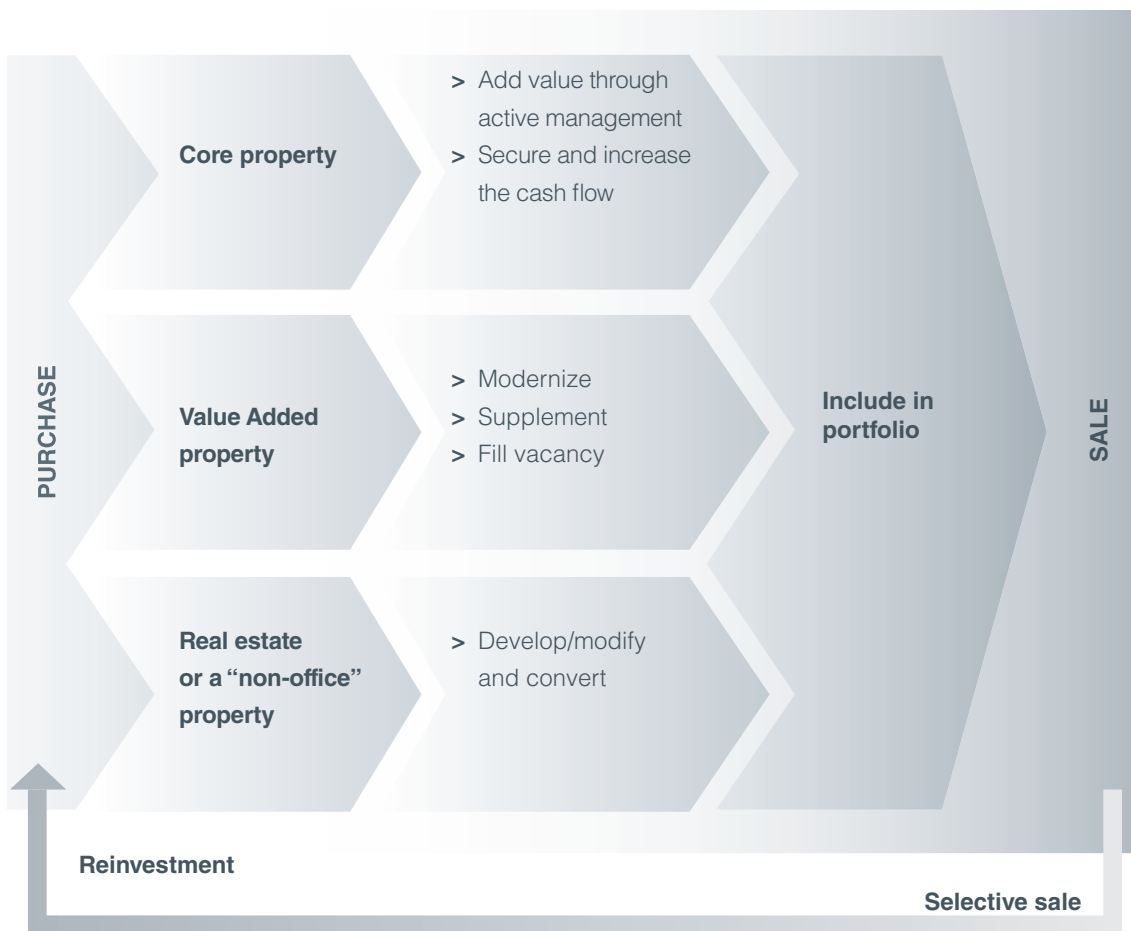 PURCHASE
Core property
> Add value through
active management
> Secure and increase
the cash flow
Value Added
property
> Modernize
> Supplement
> Fill vacancy
Real estate
or a “non-office”
property
> Develop/modify
and convert
Include in
portfolio
SALE
Reinvestment
Selective sale